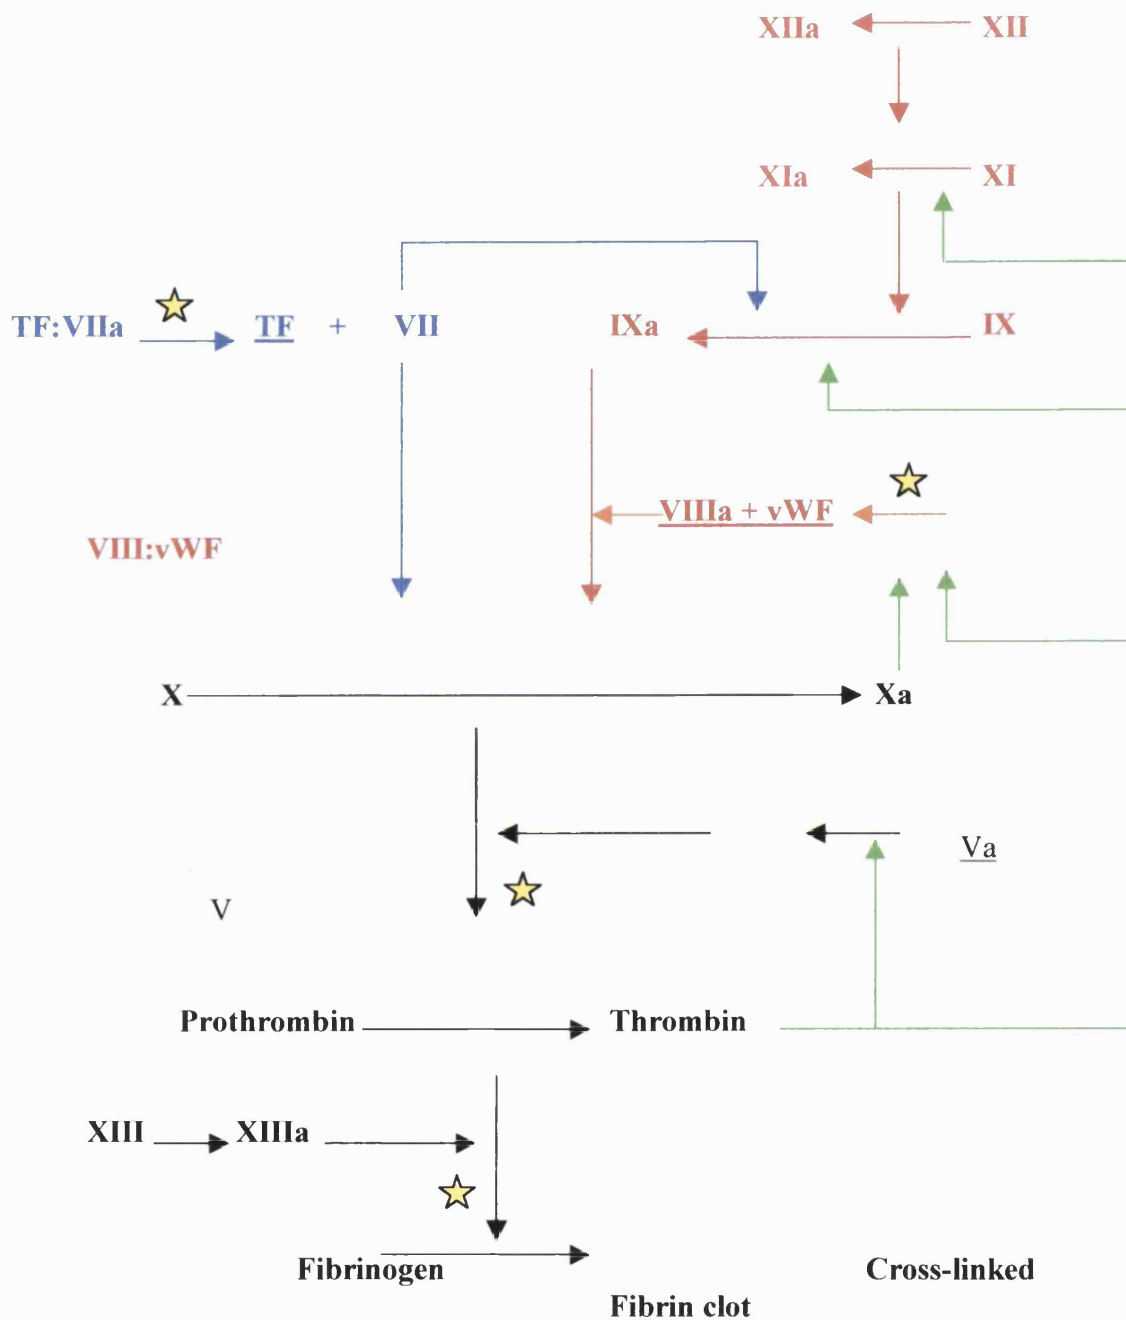 XIIa XII
XIa XI
TF:VIIa TF + VII IXa IX
VIIIa + vWF
VIII:vWF
X Xa
Va
V
Prothrombin Thrombin
XIII XIIIa
Fibrinogen Cross-linked
Fibrin clot